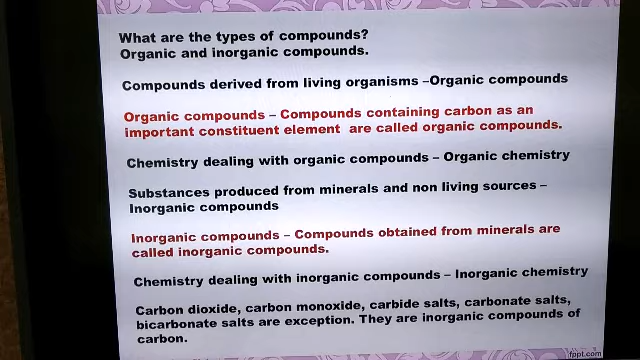 What are the types of compounds?
Organic and inorganic compounds.
Compounds derived from living organisms –Organic compounds
Organic compounds – Compounds containing carbon as an
important constituent element are called organic compounds.
Chemistry dealing with organic compounds – Organic chemistry
Substances produced from minerals and non living sources –
Inorganic compounds
Inorganic compounds – Compounds obtained from minerals are
called inorganic compounds.
Chemistry dealing with inorganic compounds – Inorganic chemistry
Carbon dioxide, carbon monoxide, carbide salts, carbonate salts,
bicarbonate salts are exception. They are inorganic compounds of
carbon.
fppt.com